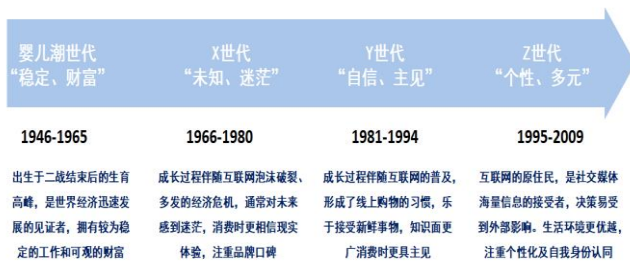 婴儿潮世代
“稳定、财富”
X世代
“未知、迷茫”
Y世代
“自信、主见”
Z世代
“个性、多元”
1946-1965
1966-1980
1981-1994
1995-2009
出生于二战结束后的生育
高峰，是世界经济迅速发
展的见证者，拥有较为稳
定的工作和可观的财富
成长过程伴随互联网泡沫破裂、
多发的经济危机，通常对未来
感到迷茫，消费时更相信现实
体验，注重品牌口碑
成长过程伴随互联网的普及，
形成了线上购物的习惯，乐
于接受新鲜事物，知识面更
广消费时更具主见
互联网的原住民，是社交媒体
海量信息的接受者，决策易受
到外部影响。生活环境更优越，
注重个性化及自我身份认同